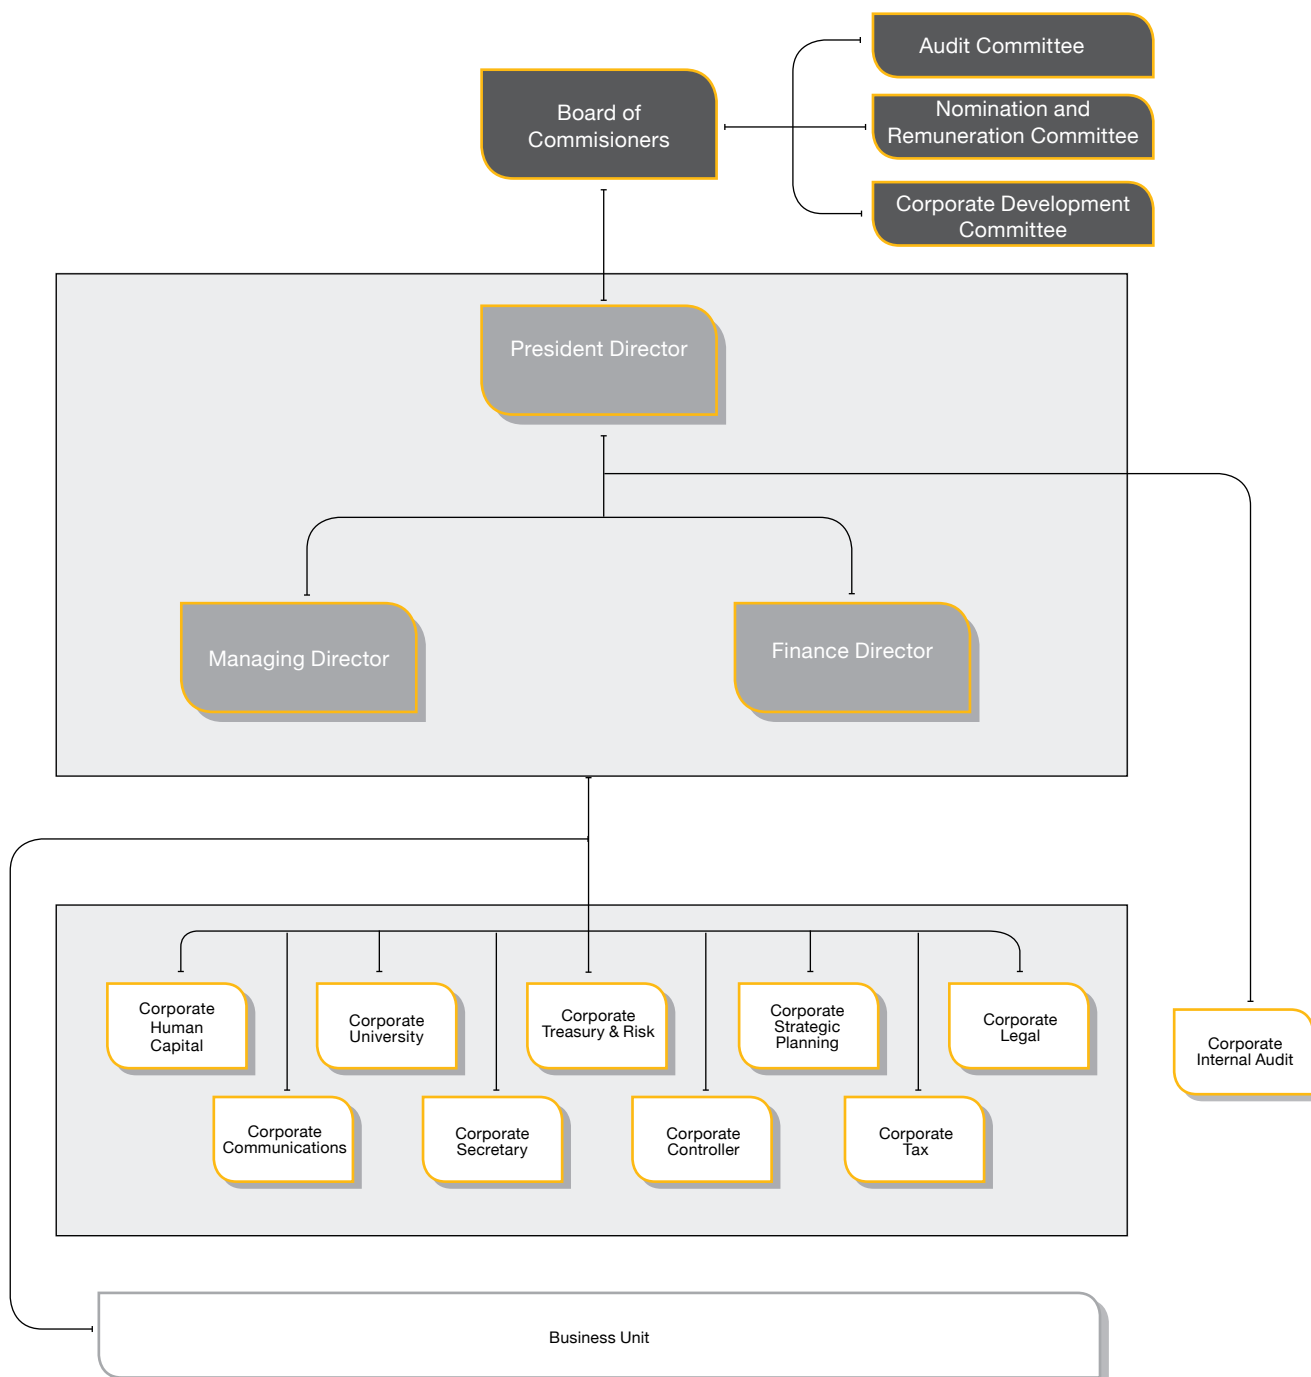 Audit Committee
Board of
Commisioners
Nomination and
Remuneration Committee
Corporate Development
Committee
President Director
Managing Director
Finance Director
Corporate
Human
Capital
Corporate
University
Corporate
Treasury & Risk
Corporate
Strategic
Planning
Corporate
Legal
Corporate
Internal Audit
Corporate
Communications
Corporate
Secretary
Corporate
Controller
Corporate
Tax
Business Unit